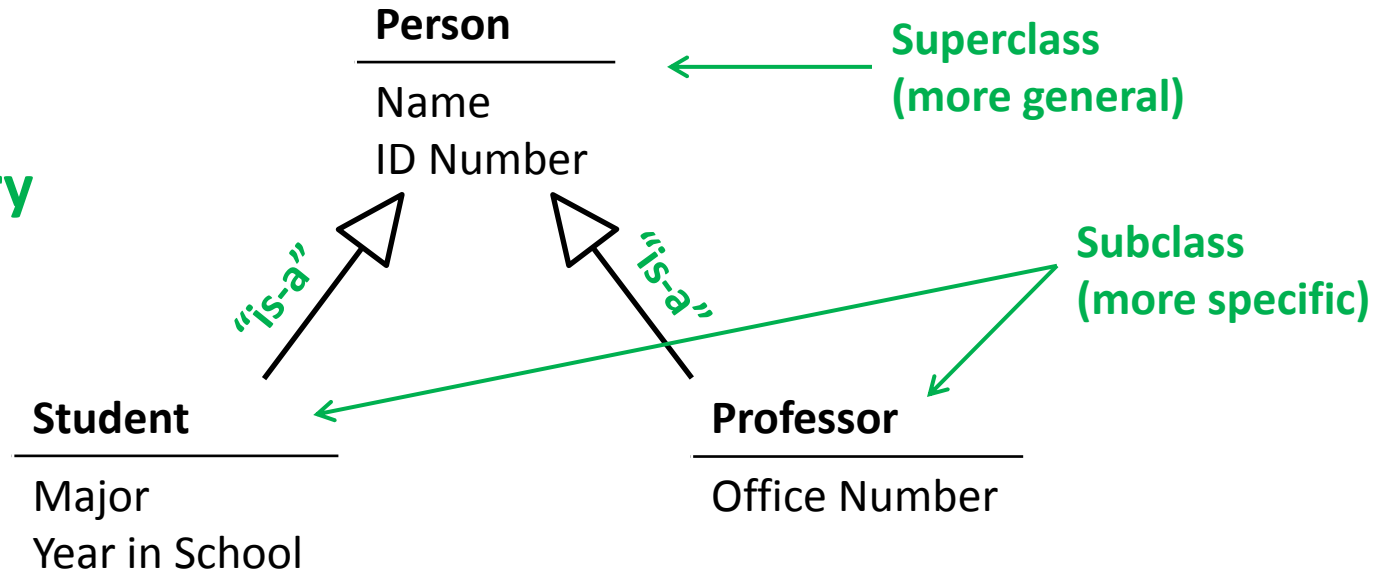 Person
Superclass
(more general)
Name
ID Number
"is-a"
“is-a”
Subclass
(more specific)
Student
Major
Year in School
Professor
Office Number